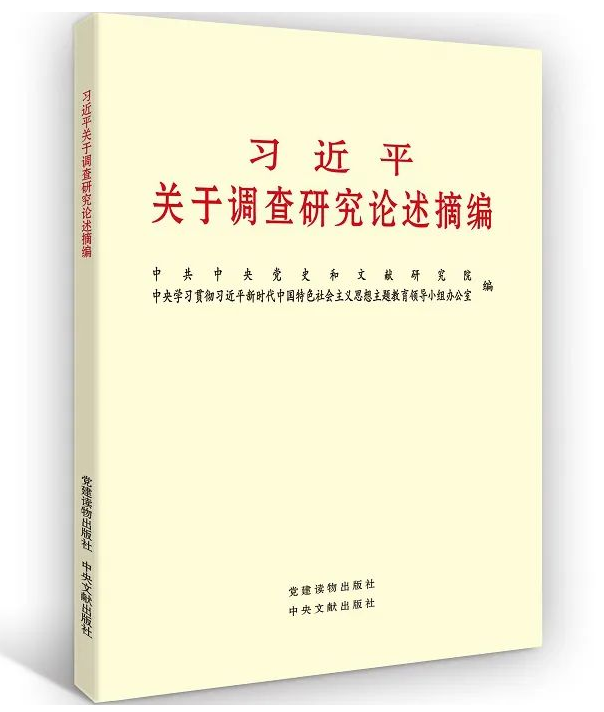 习近平
关于调查研究论述摘编
中共中央党史和文献研究院
中央学习贯彻习近平新时代中国特色社会主义思想主题教育领导小组办公室
编
党建读物出版社
中央文献出版社
习近平关于调查研究论述摘编
党建读物出版社 中央文献出版社